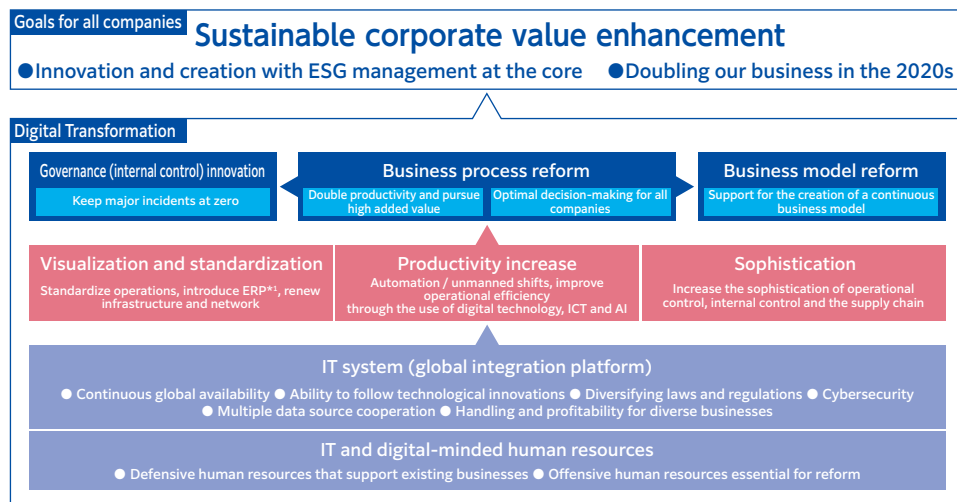 Goals for all companies
Sustainable corporate value enhancement
●Innovation and creation with ESG management at the core ●Doubling our business in the 2020s
Digital Transformation
Governance (internal control) innovation
Keep major incidents at zero
Business process reform
Double productivity and pursue
high added value
Optimal decision-making for all
companies
Business model reform
Support for the creation of a continuous
business model
Visualization and standardization
Standardize operations, introduce ERP*¹, renew
infrastructure and network
Productivity increase
Automation / unmanned shifts, improve
operational efficiency
through the use of digital technology, ICT and AI
Sophistication
Increase the sophistication of operational
control, internal control and the supply chain
IT system (global integration platform)
● Continuous global availability ● Ability to follow technological innovations ● Diversifying laws and regulations ● Cybersecurity
● Multiple data source cooperation ● Handling and profitability for diverse businesses
IT and digital-minded human resources
● Defensive human resources that support existing businesses ● Offensive human resources essential for reform